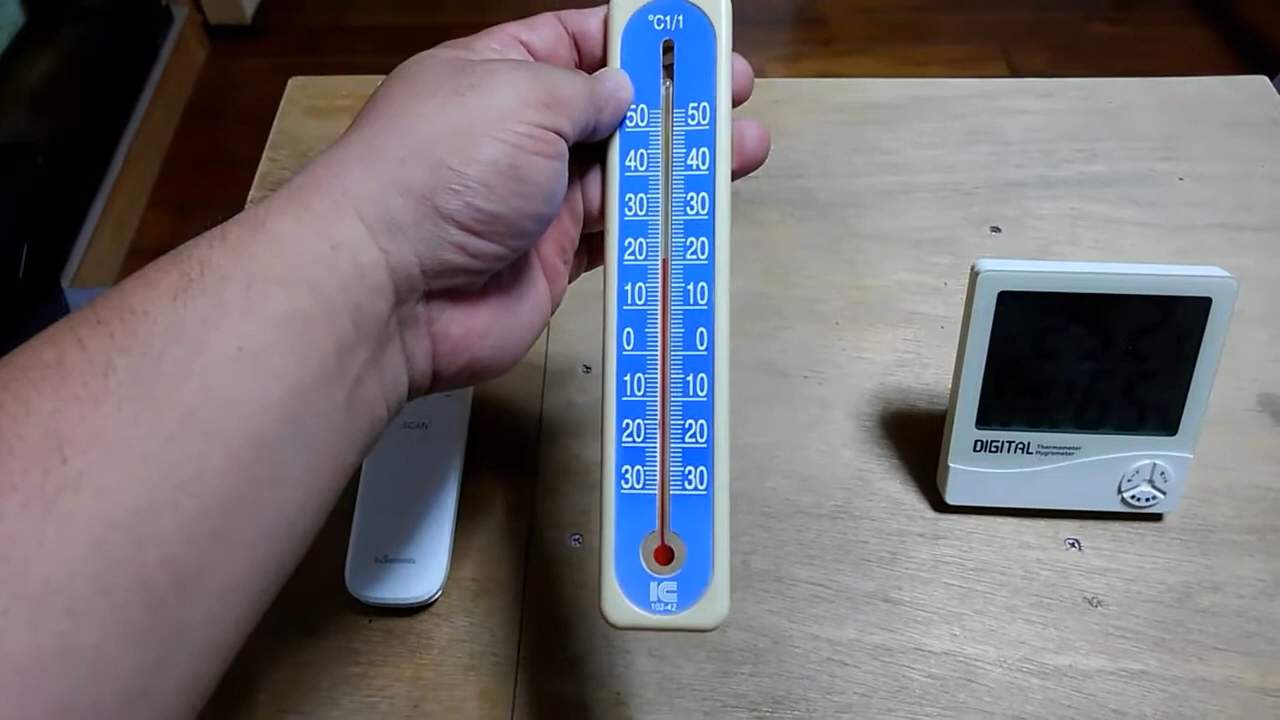 °C1/1
50 50
40 40
30 30
20 20
10 10
0 0
10 10
20 20
30 30
IC
102-42
SCAN
DIGITAL Thermometer
Hygrometer